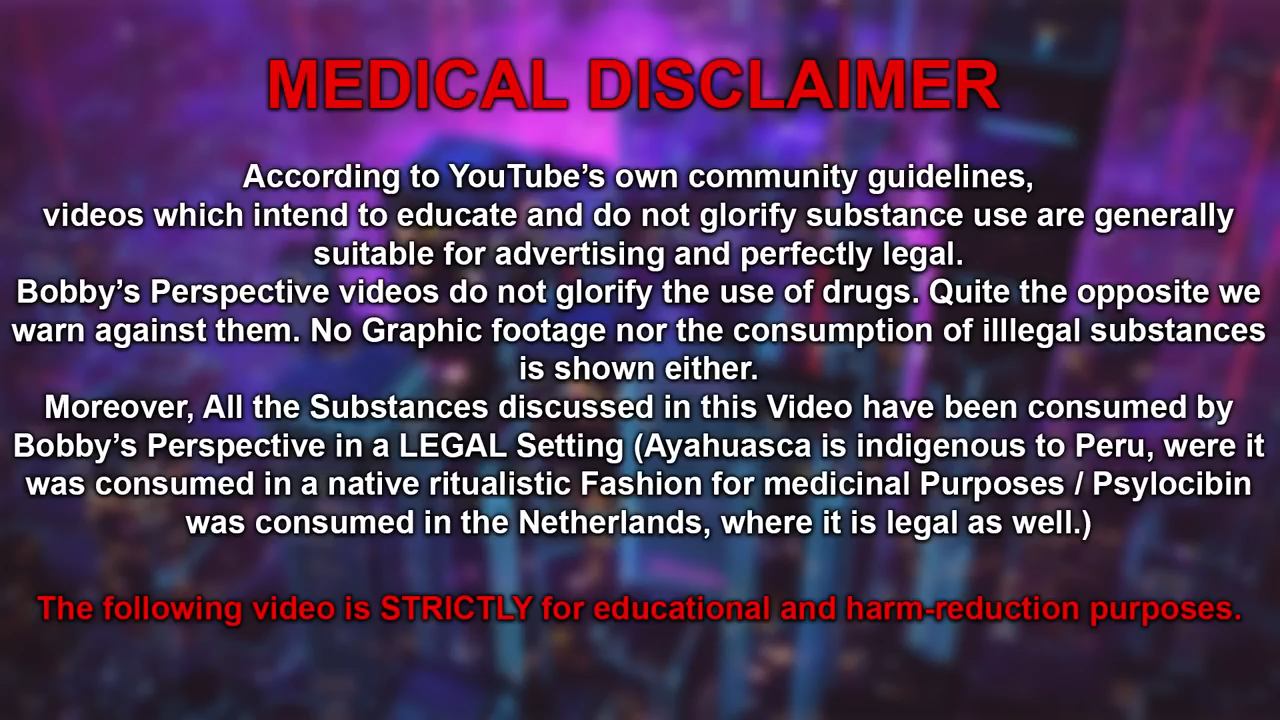 MEDICAL DISCLAIMER
According to YouTube’s own community guidelines,
videos which intend to educate and do not glorify substance use are generally
suitable for advertising and perfectly legal.
Bobby’s Perspective videos do not glorify the use of drugs. Quite the opposite we
warn against them. No Graphic footage nor the consumption of illlegal substances
is shown either.
Moreover, All the Substances discussed in this Video have been consumed by
Bobby’s Perspective in a LEGAL Setting (Ayahuasca is indigenous to Peru, were it
was consumed in a native ritualistic Fashion for medicinal Purposes / Psylocibin
was consumed in the Netherlands, where it is legal as well.)
The following video is STRICTLY for educational and harm-reduction purposes.